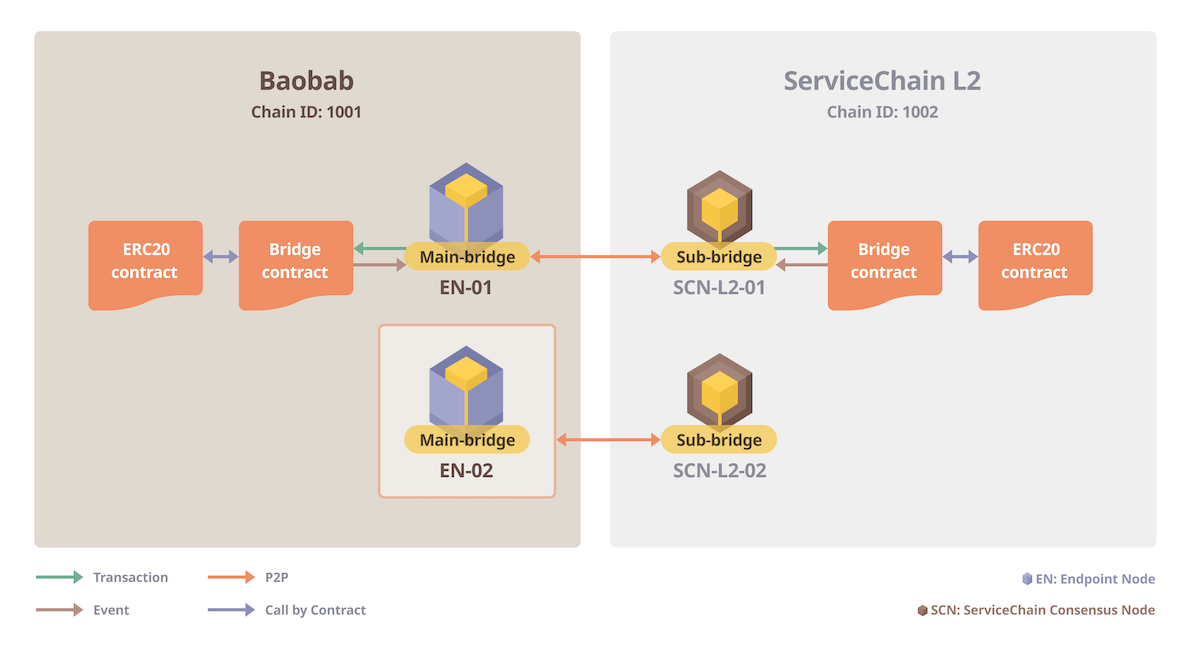 Baobab
Chain ID: 1001
ServiceChain L2
Chain ID: 1002
ERC20
contract
Bridge
contract
Main-bridge
EN-01
Sub-bridge
SCN-L2-01
Bridge
contract
ERC20
contract
Main-bridge
EN-02
Sub-bridge
SCN-L2-02
Transaction
P2P
Event
Call by Contract
EN: Endpoint Node
SCN: ServiceChain Consensus Node